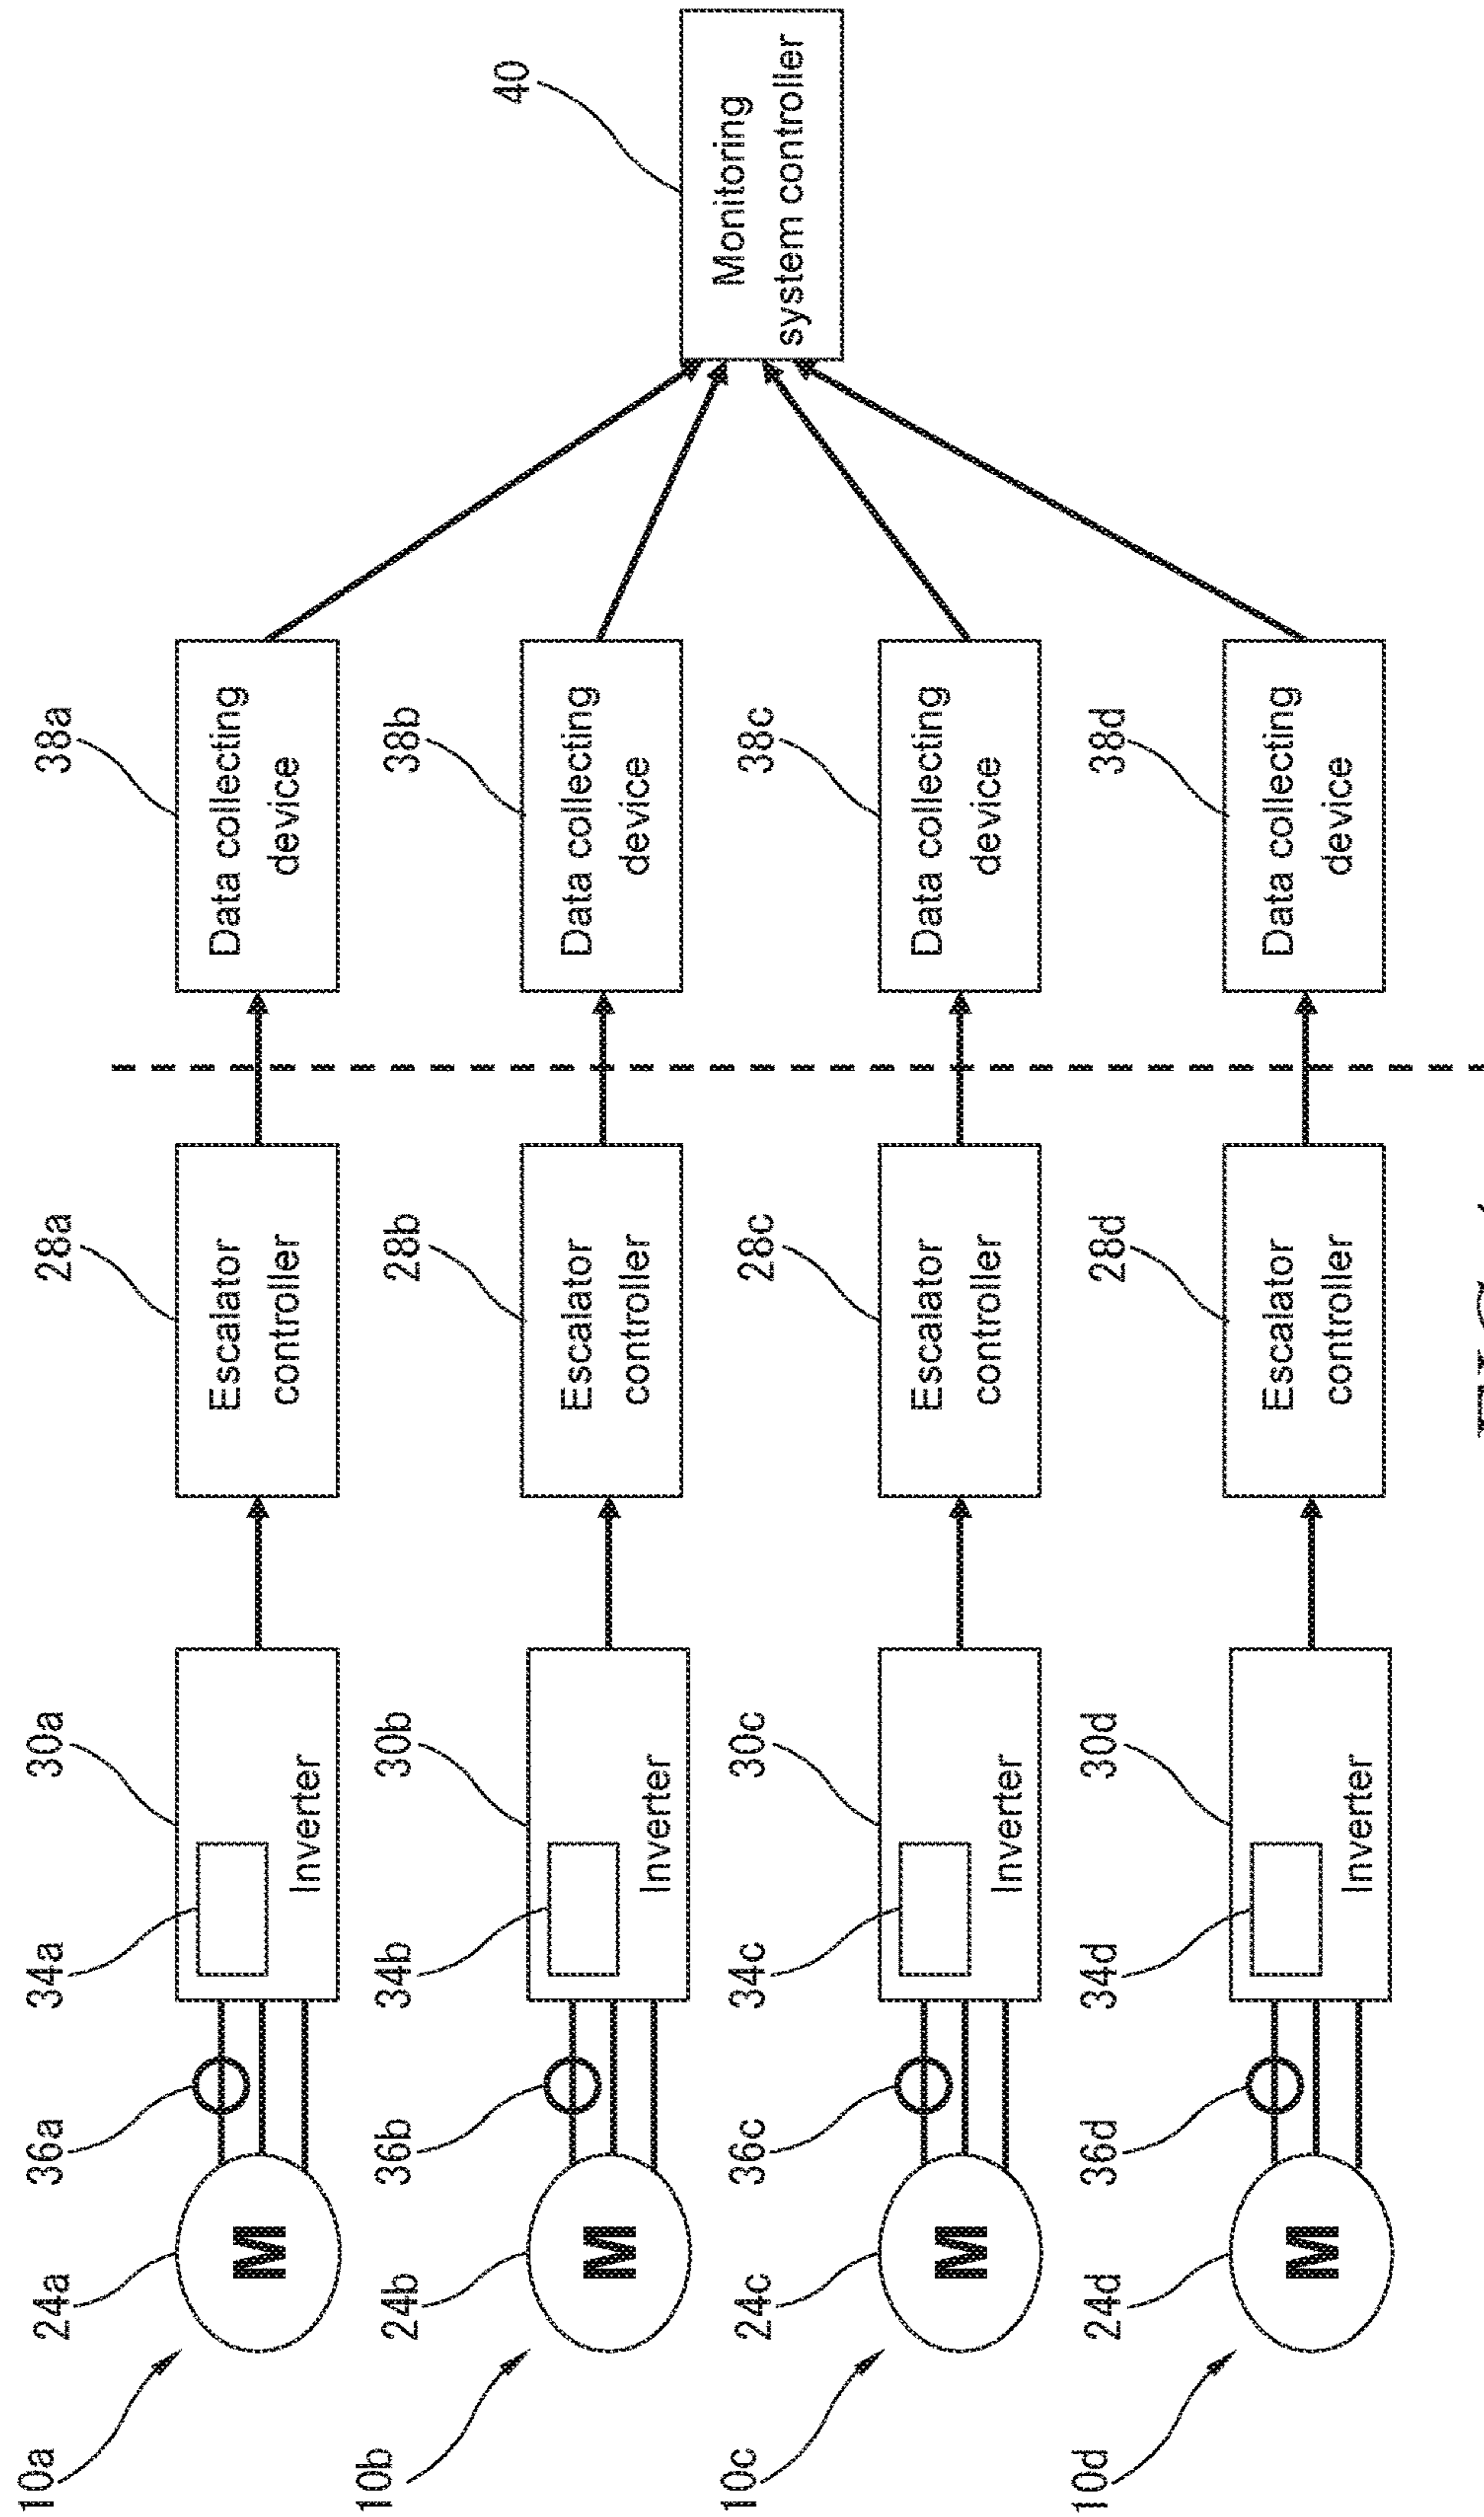 10a
24a
36a
34a
30a
28a
38a
M
Inverter
Escalator
controller
Data collecting
device
10b
24b
36b
34b
30b
28b
38b
M
Inverter
Escalator
controller
Data collecting
device
40
Monitoring
system controller
10c
24c
36c
34c
30c
28c
38c
M
Inverter
Escalator
controller
Data collecting
device
10d
24d
36d
34d
30d
28d
38d
M
Inverter
Escalator
controller
Data collecting
device